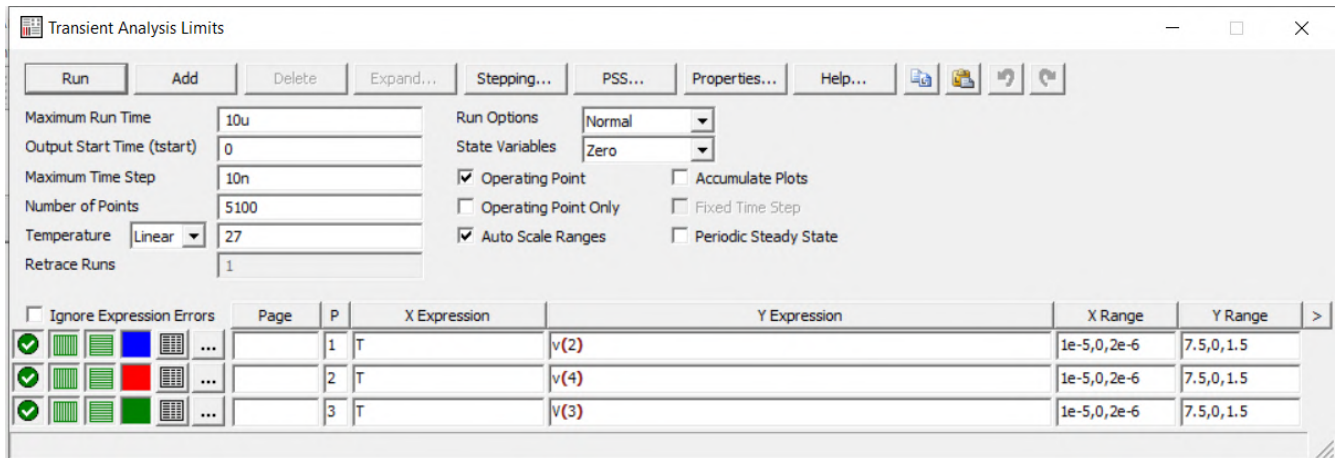 Transient Analysis Limits
Run Add Delete Expand... Stepping... PSS... Properties... Help...
Maximum Run Time 10u Run Options Normal
Output Start Time (tstart) 0 State Variables Zero
Maximum Time Step 10n Operating Point Accumulate Plots
Number of Points 5100 Operating Point Only Fixed Time Step
Temperature Linear 27 Auto Scale Ranges Periodic Steady State
Retrace Runs 1
Ignore Expression Errors Page P X Expression Y Expression X Range Y Range >
... 1 T v(2) 1e-5,0,2e-6 7.5,0,1.5
... 2 T v(4) 1e-5,0,2e-6 7.5,0,1.5
... 3 T V(3) 1e-5,0,2e-6 7.5,0,1.5